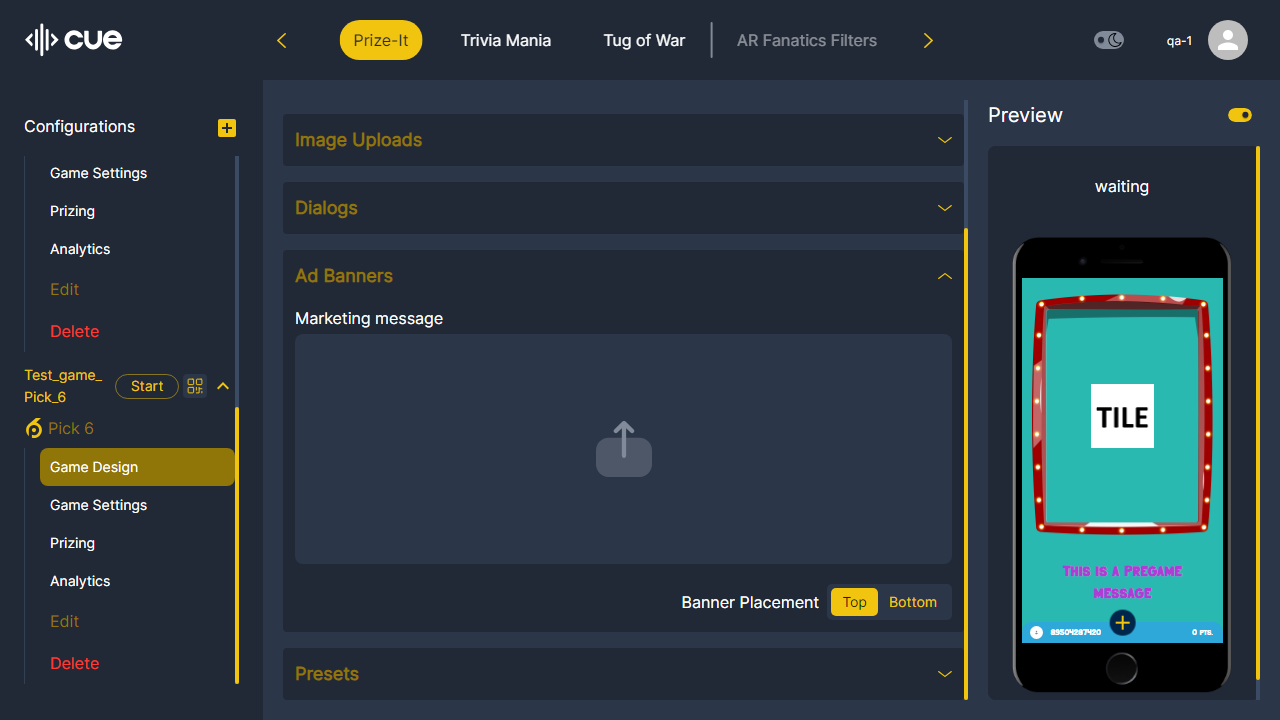 cue
Prize-It
Trivia Mania
Tug of War
AR Fanatics Filters
qa-1
Configurations
Game Settings
Prizing
Analytics
Edit
Delete
Test_game_
Pick_6
Start
Pick 6
Game Design
Game Settings
Prizing
Analytics
Edit
Delete
Image Uploads
Dialogs
Ad Banners
Marketing message
Banner Placement
Top
Bottom
Presets
Preview
waiting
TILE
THIS IS A PREGAME
MESSAGE
0 PTS.